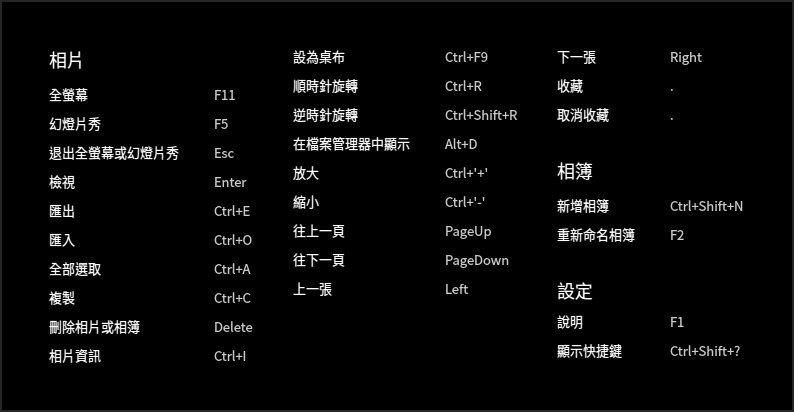 相片
全螢幕 F11
幻燈片秀 F5
退出全螢幕或幻燈片秀 Esc
檢視 Enter
匯出 Ctrl+E
匯入 Ctrl+O
全部選取 Ctrl+A
複製 Ctrl+C
刪除相片或相簿 Delete
相片資訊 Ctrl+I
設為桌布 Ctrl+F9
順時針旋轉 Ctrl+R
逆時針旋轉 Ctrl+Shift+R
在檔案管理器中顯示 Alt+D
放大 Ctrl+'+'
縮小 Ctrl+'-'
往上一頁 PageUp
往下一頁 PageDown
上一張 Left
下一張 Right
收藏 .
取消收藏 .
相簿
新增相簿 Ctrl+Shift+N
重新命名相簿 F2
設定
說明 F1
顯示快捷鍵 Ctrl+Shift+?